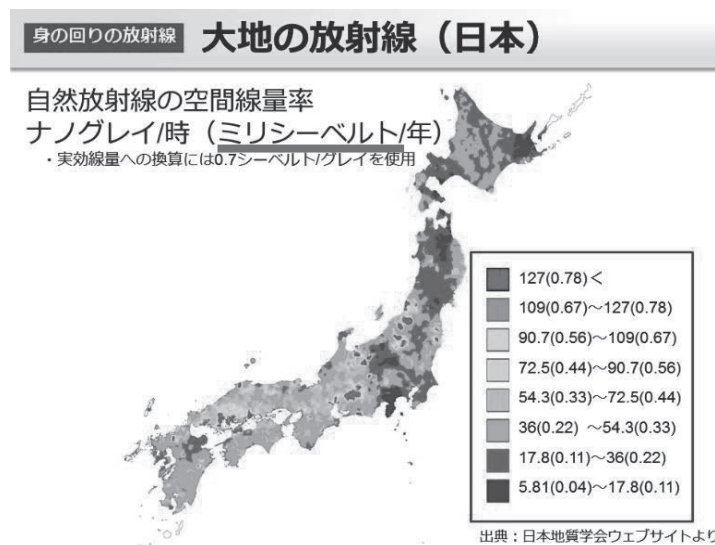 身の回りの放射線 大地の放射線（日本）
自然放射線の空間線量率
ナノグレイ/時（ミリシーベルト/年）
・実効線量への換算には0.7シーベルト/グレイを使用
127(0.78)＜
109(0.67)～127(0.78)
90.7(0.56)～109(0.67)
72.5(0.44)～90.7(0.56)
54.3(0.33)～72.5(0.44)
36(0.22) ～54.3(0.33)
17.8(0.11)～36(0.22)
5.81(0.04)～17.8(0.11)
出典：日本地質学会ウェブサイトより